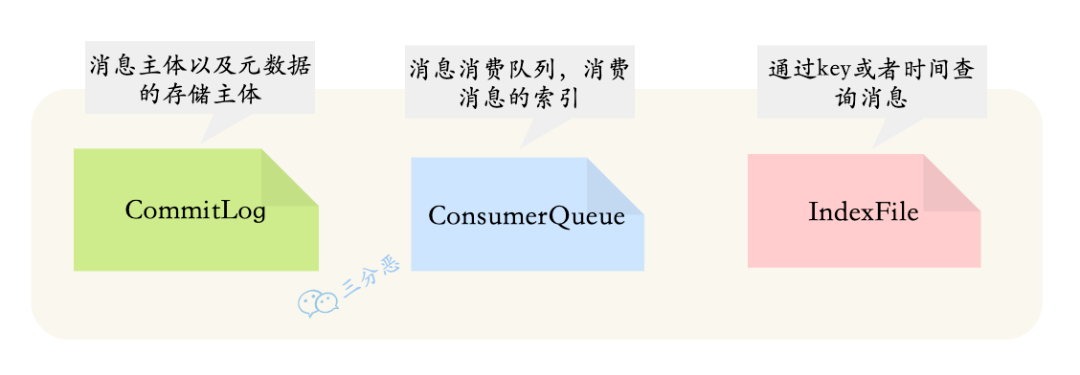 消息主体以及元数据
的存储主体
消息消费队列，消费
消息的索引
通过key或者时间查
询消息
CommitLog
ConsumerQueue
IndexFile
三分恶